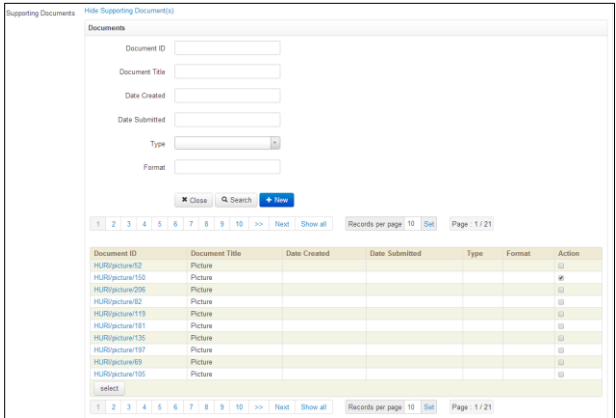 Supporting Documents Hide Supporting Document(s)
Documents
Document ID
Document Title
Date Created
Date Submitted
Type
Format
✖ Close Search + New
1 2 3 4 5 6 7 8 9 10 >> Next Show all Records per page 10 Set Page : 1 / 21
Document ID Document Title Date Created Date Submitted Type Format Action
HURI/picture/52 Picture
HURI/picture/150 Picture
HURI/picture/206 Picture
HURI/picture/82 Picture
HURI/picture/119 Picture
HURI/picture/181 Picture
HURI/picture/135 Picture
HURI/picture/197 Picture
HURI/picture/69 Picture
HURI/picture/105 Picture
select
1 2 3 4 5 6 7 8 9 10 >> Next Show all Records per page 10 Set Page : 1 / 21